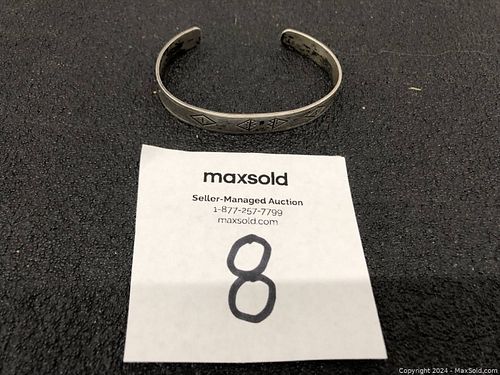 maxsold
Seller-Managed Auction
1-877-257-7799
maxsold.com
8
Copyright 2024 - MaxSold.com